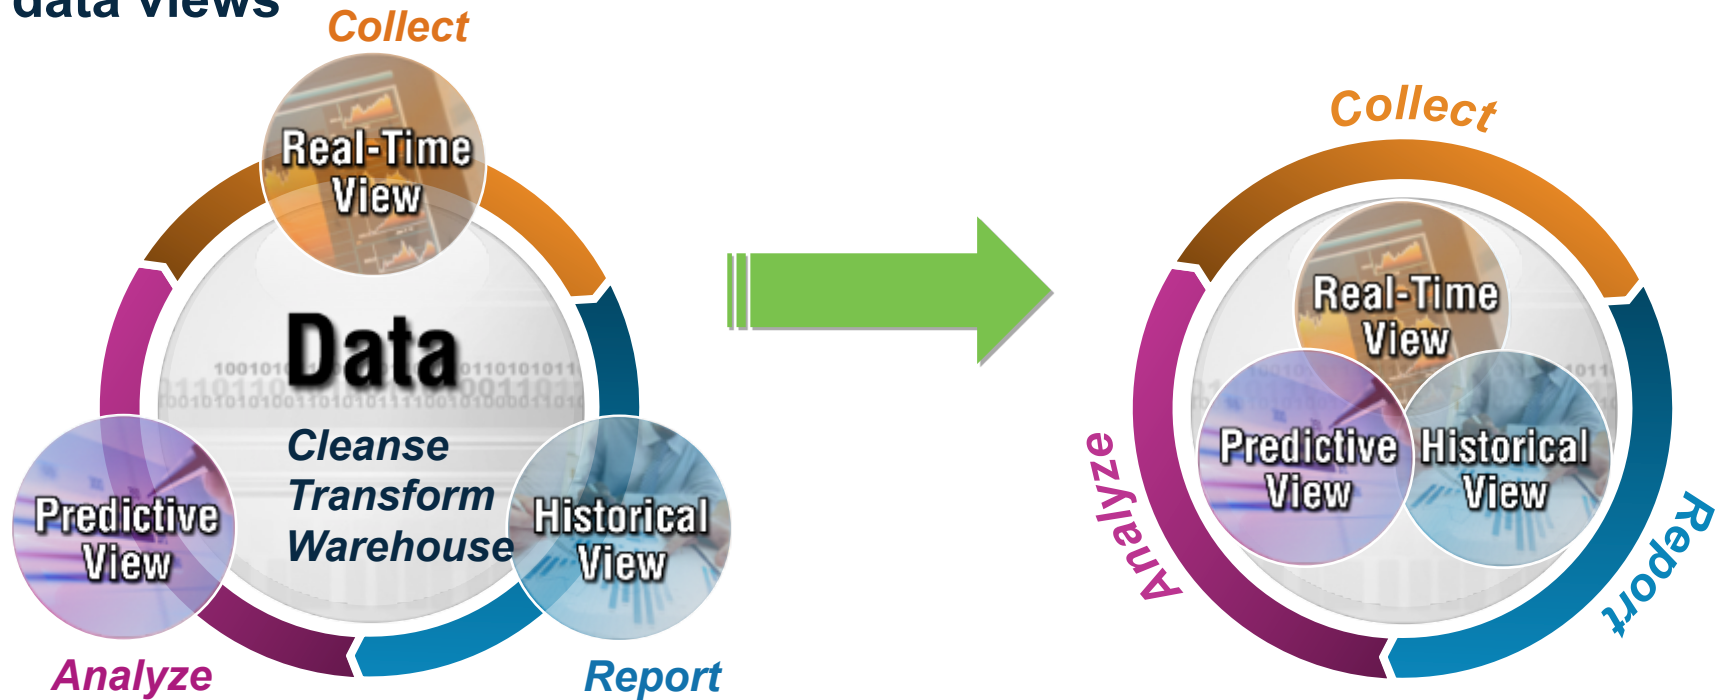 data views
Collect
Real-Time
View
Data
Cleanse
Transform
Warehouse
Predictive
View
Historical
View
Analyze
Report
Collect
Real-Time
View
Predictive
View
Historical
View
Analyze
Report